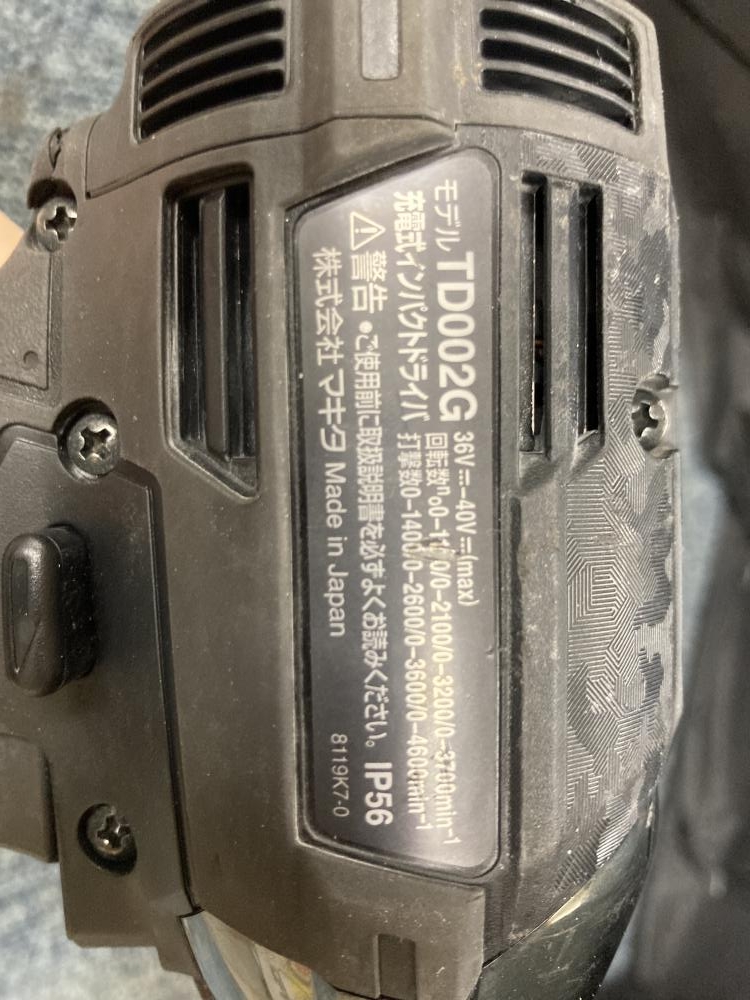 モデル TD002G 36V⎓-40V⎓(max)
充電式インパクトドライバ
回転数n₀0-1100/0-2100/0-3200/0-3700min⁻¹
打撃数0-1400/0-2600/0-3600/0-4600min⁻¹
⚠警告 ●ご使用前に取扱説明書を必ずよくお読みください。 IP56
株式会社 マキタ Made in Japan 8119K7-0